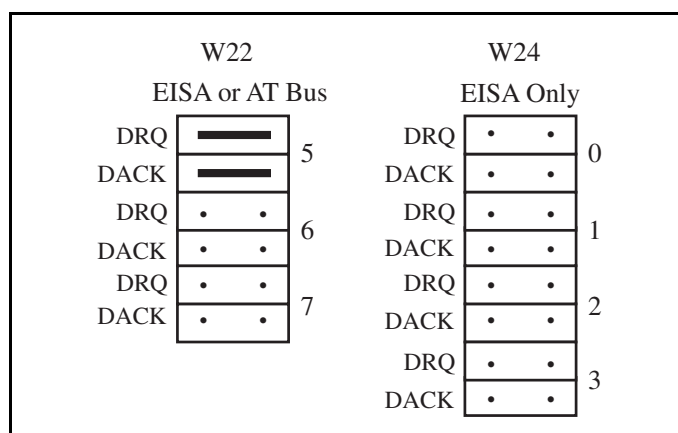 W22
EISA or AT Bus
DRQ
5
DACK
DRQ
6
DACK
DRQ
7
DACK
W24
EISA Only
DRQ
0
DACK
DRQ
1
DACK
DRQ
2
DACK
DRQ
3
DACK